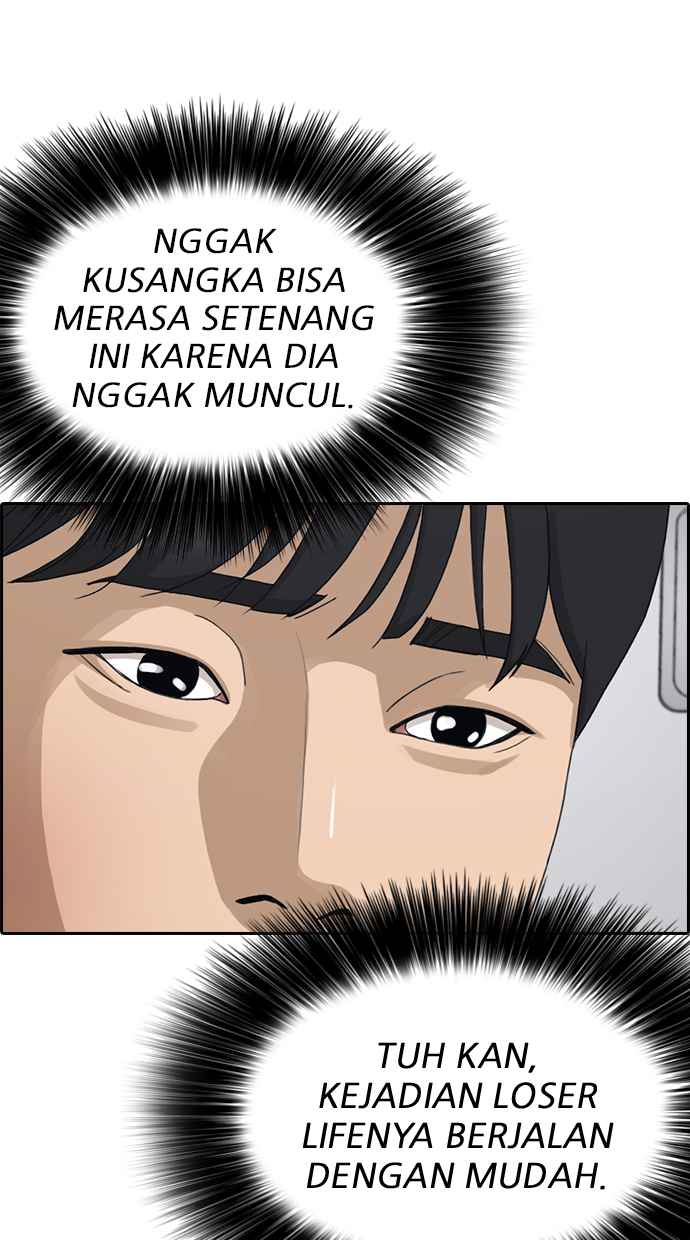 NGGAK
KUSANGKA BISA
MERASA SETENANG
INI KARENA DIA
NGGAK MUNCUL.
TUH KAN,
KEJADIAN LOSER
LIFENYA BERJALAN
DENGAN MUDAH.